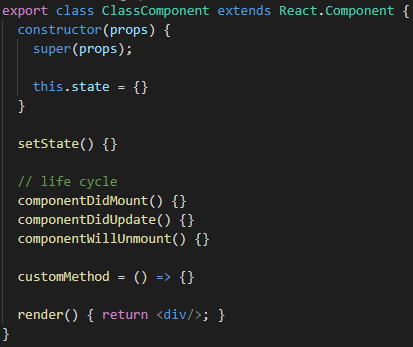 export class ClassComponent extends React.Component {
constructor(props) {
super(props);
this.state = {}
}
setState() {}
// life cycle
componentDidMount() {}
componentDidUpdate() {}
componentWillUnmount() {}
customMethod = () => {}
render() { return <div/>; }
}